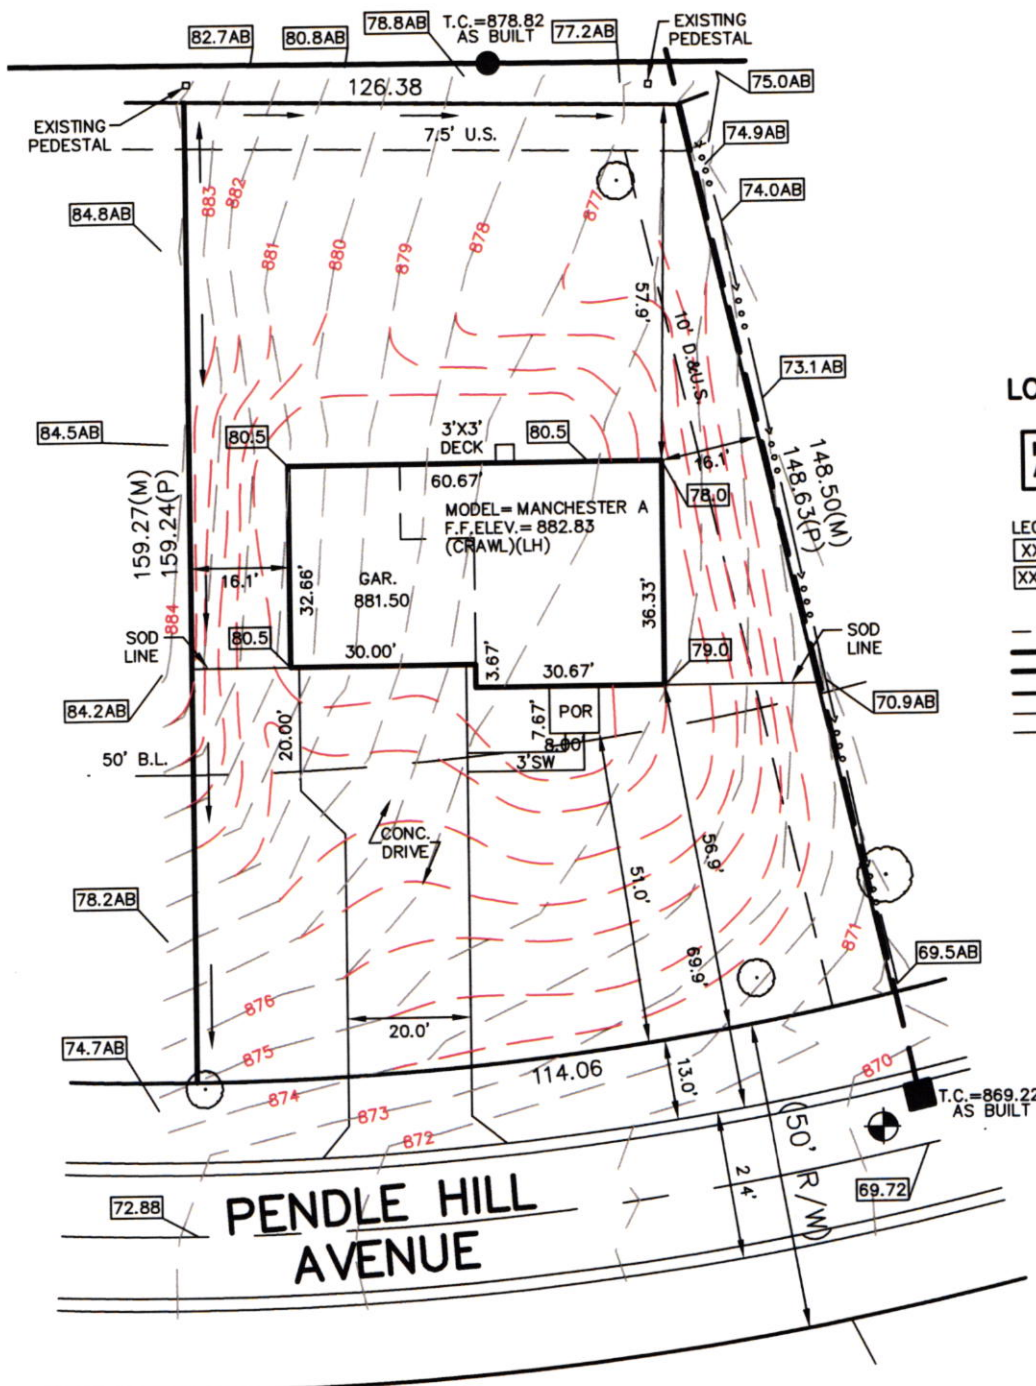 82.7AB
80.8AB
78.8AB
T.C.=878.82
AS BUILT
77.2AB
EXISTING
PEDESTAL
75.0AB
126.38
EXISTING
PEDESTAL
7.5' U.S.
74.9AB
74.0AB
84.8AB
883
882
881
880
879
878
877
57.9'
10' D.&U.S.
73.1AB
LO
84.5AB
80.5
3'X3'
DECK
80.5
16.1'
148.50(M)
148.63(P)
159.27(M)
159.24(P)
60.67'
78.0
MODEL= MANCHESTER A
F.F.ELEV.= 882.83
(CRAWL)(LH)
LEG
XX
XX
16.1'
32.66'
GAR.
881.50
36.33'
884
SOD
LINE
80.5
30.00'
3.67'
30.67'
79.0
SOD
LINE
84.2AB
20.00'
7.67'
POR
8.00'
70.9AB
50' B.L.
3'SW
CONC.
DRIVE
51.0'
56.9'
78.2AB
69.9'
871
69.5AB
876
875
874
873
872
20.0'
74.7AB
114.06
13.0'
870
T.C.=869.22
AS BUILT
(50' R/W)
24'
72.88
69.72
PENDLE HILL
AVENUE